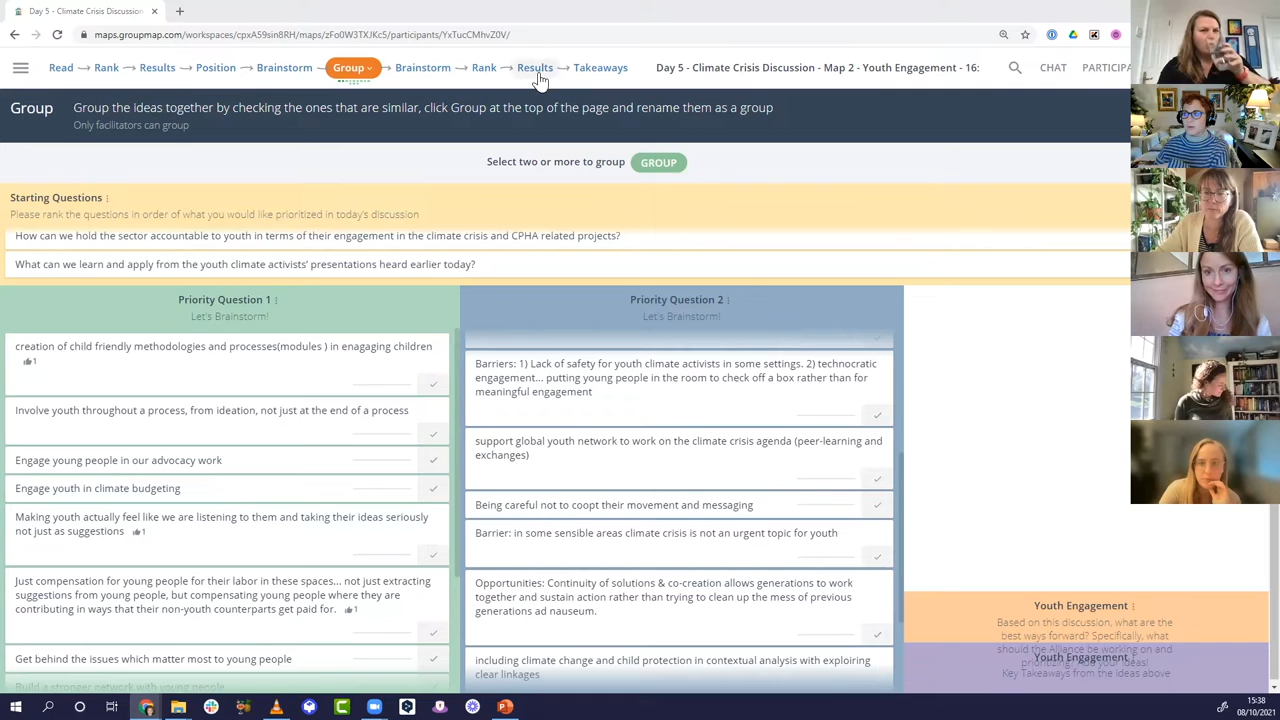 Day 5 - Climate Crisis Discussion
maps.groupmap.com/workspaces/cpxA59sin8RH/maps/zFo0W3TXJKc5/participants/YxTucCMhvZ0V/
Read Rank Results Position Brainstorm Group Brainstorm Rank Results Takeaways Day 5 - Climate Crisis Discussion - Map 2 - Youth Engagement - 16: CHAT PARTICIPA
Group
Group the ideas together by checking the ones that are similar, click Group at the top of the page and rename them as a group
Only facilitators can group
Select two or more to group GROUP
Starting Questions
Please rank the questions in order of what you would like prioritized in today's discussion
How can we hold the sector accountable to youth in terms of their engagement in the climate crisis and CPHA related projects?
What can we learn and apply from the youth climate activists' presentations heard earlier today?
Priority Question 1
Let's Brainstorm!
creation of child friendly methodologies and processes(modules ) in enagaging children
1
Involve youth throughout a process, from ideation, not just at the end of a process
Engage young people in our advocacy work
Engage youth in climate budgeting
Making youth actually feel like we are listening to them and taking their ideas seriously
not just as suggestions 1
Just compensation for young people for their labor in these spaces... not just extracting
suggestions from young people, but compensating young people where they are
contributing in ways that their non-youth counterparts get paid for. 1
Get behind the issues which matter most to young people
Build a stronger network with young people
Priority Question 2
Let's Brainstorm!
Barriers: 1) Lack of safety for youth climate activists in some settings. 2) technocratic
engagement... putting young people in the room to check off a box rather than for
meaningful engagement
support global youth network to work on the climate crisis agenda (peer-learning and
exchanges)
Being careful not to coopt their movement and messaging
Barrier: in some sensible areas climate crisis is not an urgent topic for youth
Opportunities: Continuity of solutions & co-creation allows generations to work
together and sustain action rather than trying to clean up the mess of previous
generations ad nauseum.
including climate change and child protection in contextual analysis with exploiring
clear linkages
Youth Engagement
Based on this discussion, what are the
best ways forward? Specifically, what
should the Alliance be working on and
prioritizing? Add your ideas!
Youth Engagement
Key Takeaways from the ideas above
15:38
08/10/2021